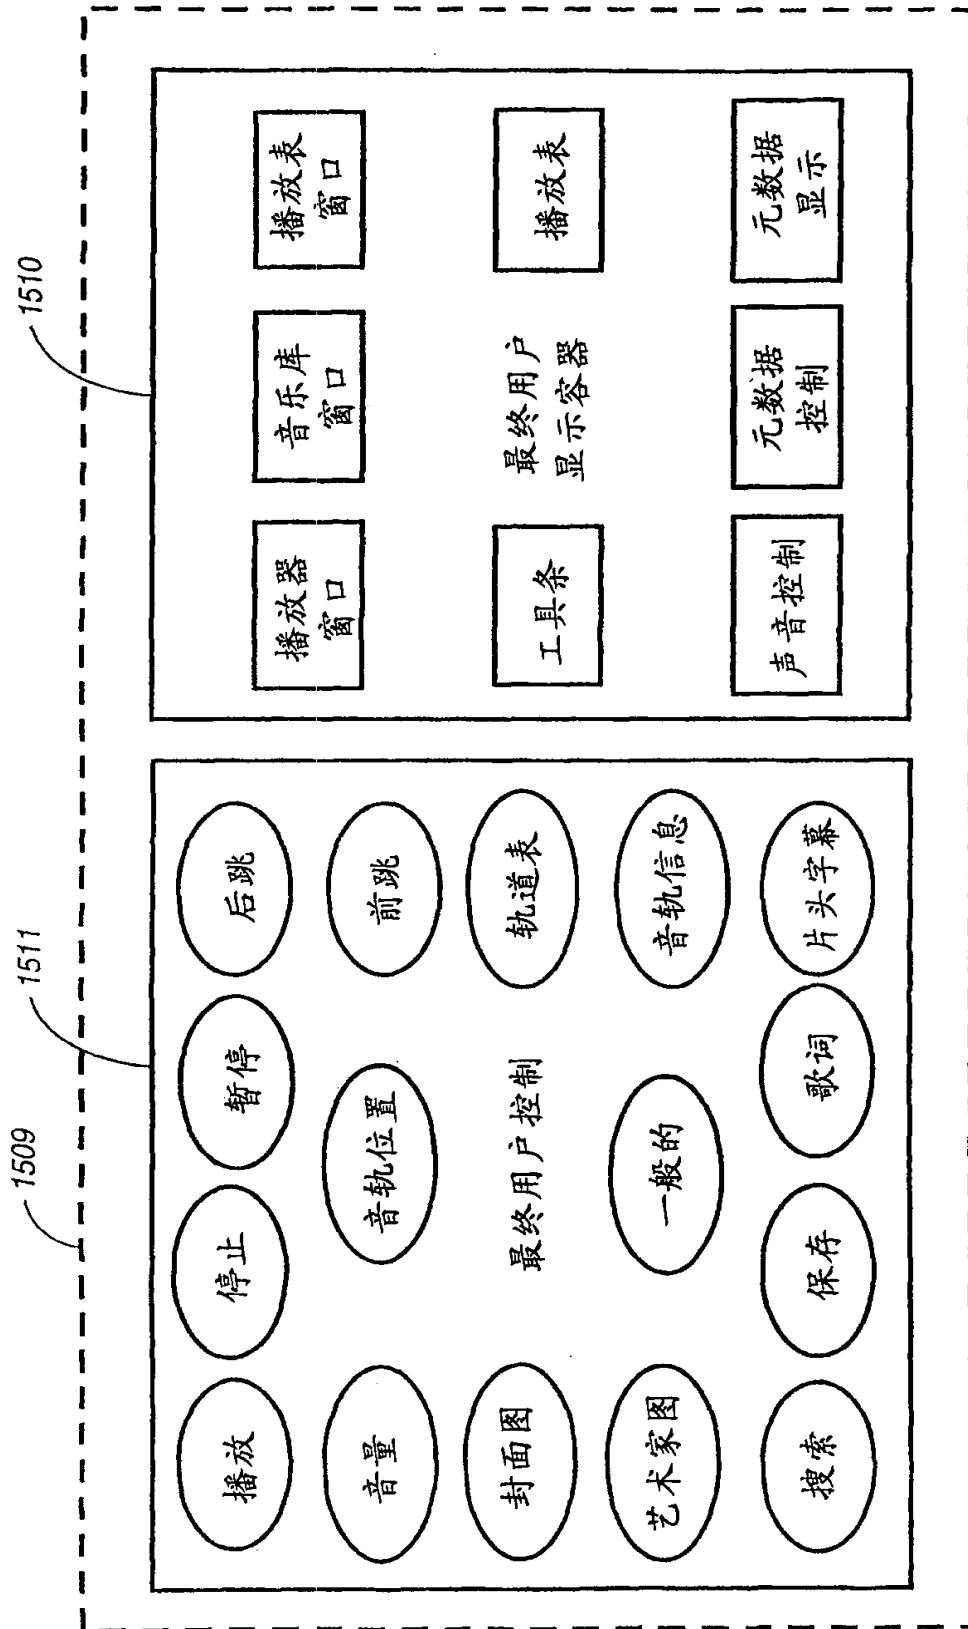 1509
1511
1510
播放
停止
暂停
后跳
音量
音轨位置
前跳
封面图
最终用户控制
轨道表
艺术家图
一般的
音轨信息
搜索
保存
歌词
片头字幕
播放器
窗口
音乐库
窗口
播放表
窗口
工具条
最终用户
显示容器
播放表
声音控制
元数据
控制
元数据
显示